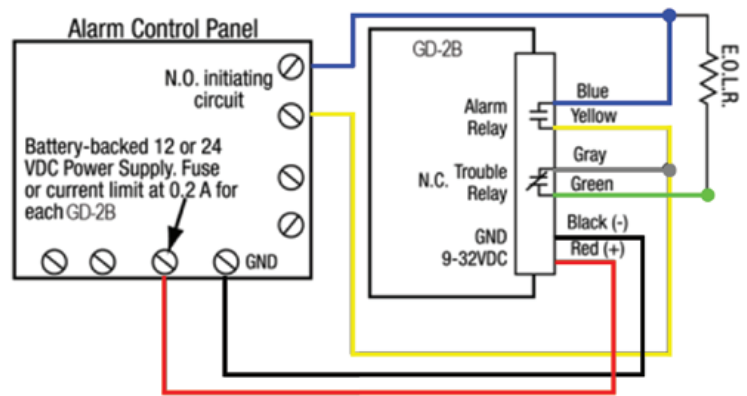 Alarm Control Panel
N.O. initiating
circuit
Battery-backed 12 or 24
VDC Power Supply. Fuse
or current limit at 0.2 A for
each GD-2B
GND
GD-2B
Alarm
Relay
N.C. Trouble
Relay
GND
9-32VDC
Blue
Yellow
Gray
Green
Black (-)
Red (+)
E.O.L.R.